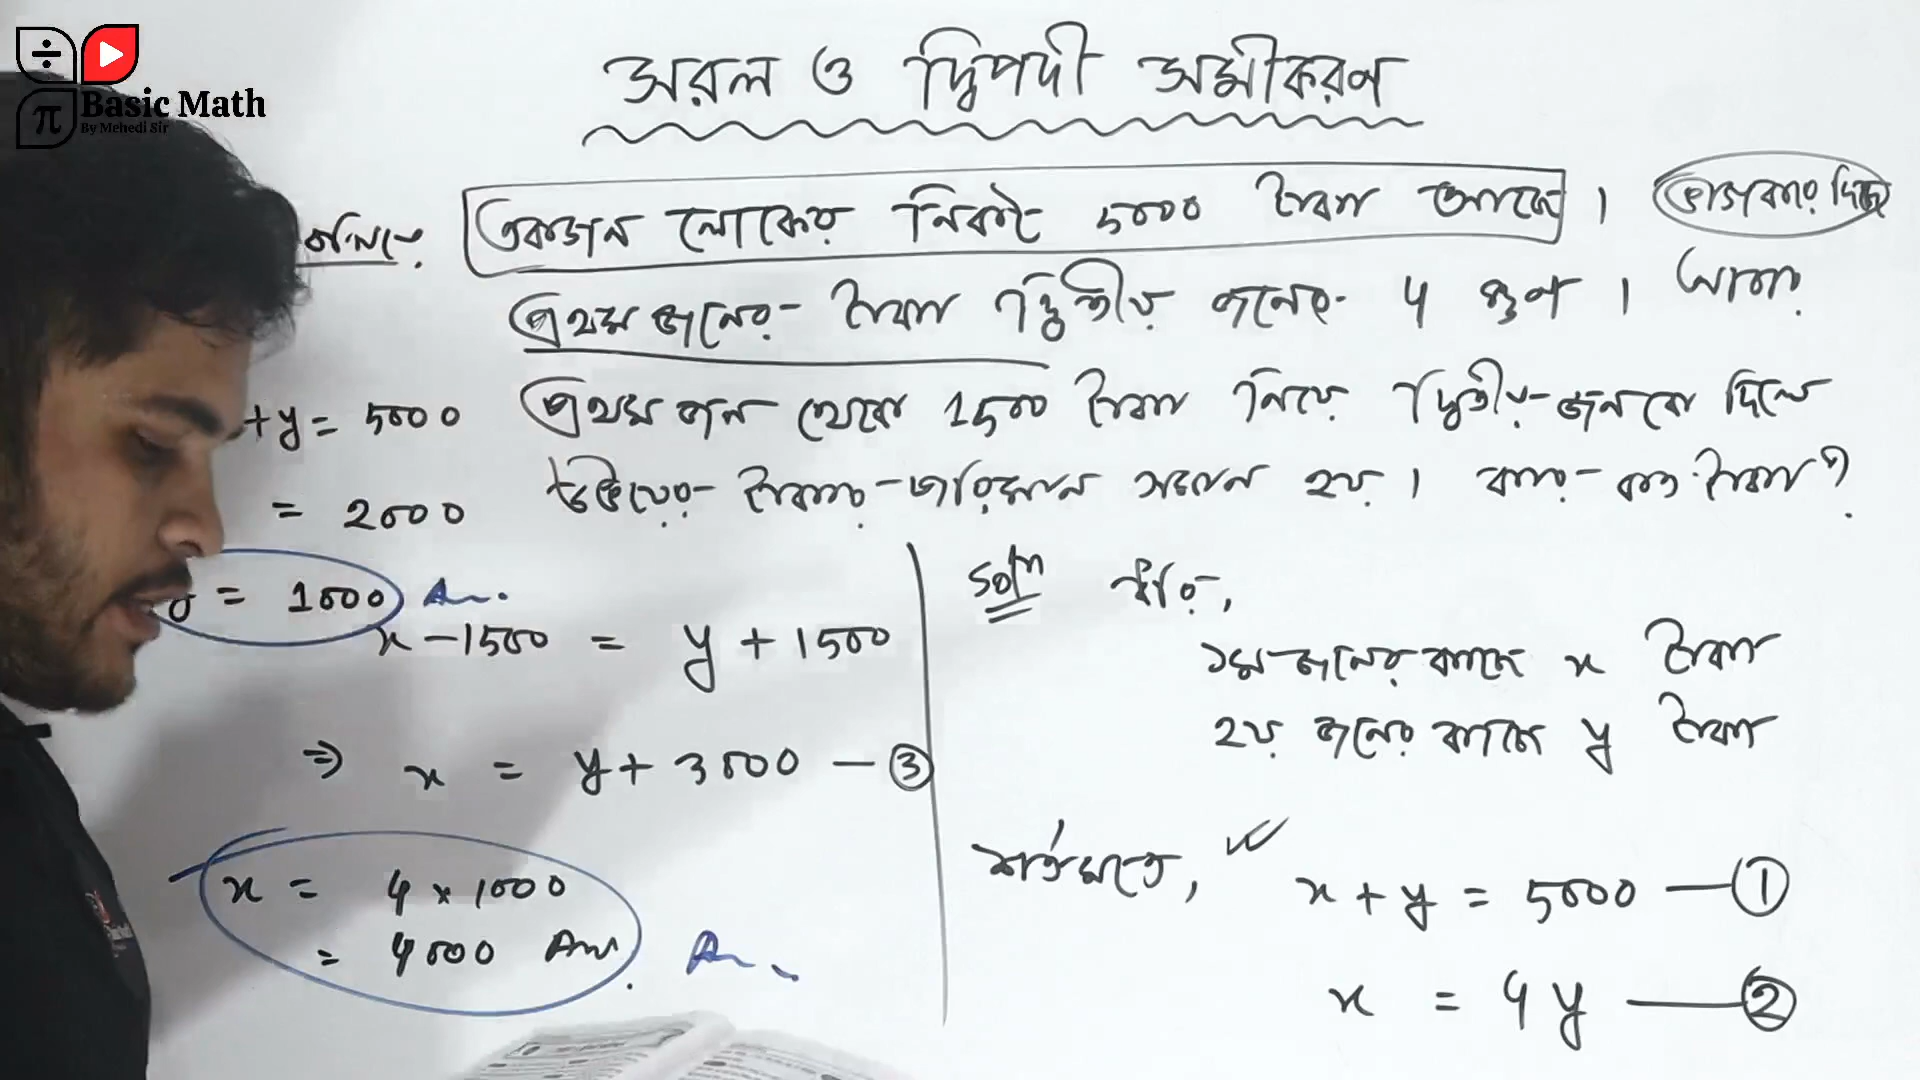 Basic Math
By Mehedi Sir
সরল ও দ্বিপদী সমীকরণ
একজন লোকের নিকট 5000 টাকা আছে।
প্রথম জনের টাকা দ্বিতীয় জনের 4 গুণ। আবার
প্রথম জন থেকে 1500 টাকা নিয়ে দ্বিতীয় জনকে দিলে
উভয়ের টাকার পরিমাণ সমান হয়। কার কত টাকা?
+ y = 5000
= 2000
= 1000 Ans.
x - 1500 = y + 1500
⇒ x = y + 3000 — ③
x = 4 × 1000
= 4000 Ans
Ans.
Soln ধরি,
১ম জনের কাছে x টাকা
২য় জনের কাছে y টাকা
শর্তমতে,
x + y = 5000 — ①
x = 4y — ②